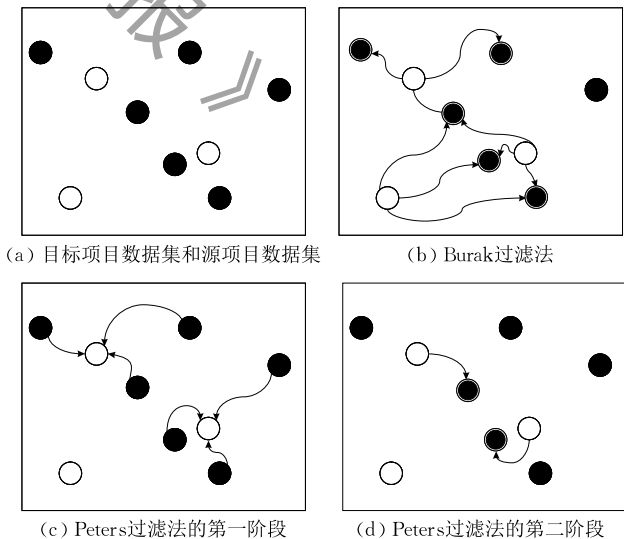 报》
(a) 目标项目数据集和源项目数据集
(b) Burak过滤法
(c) Peters过滤法的第一阶段
(d) Peters过滤法的第二阶段